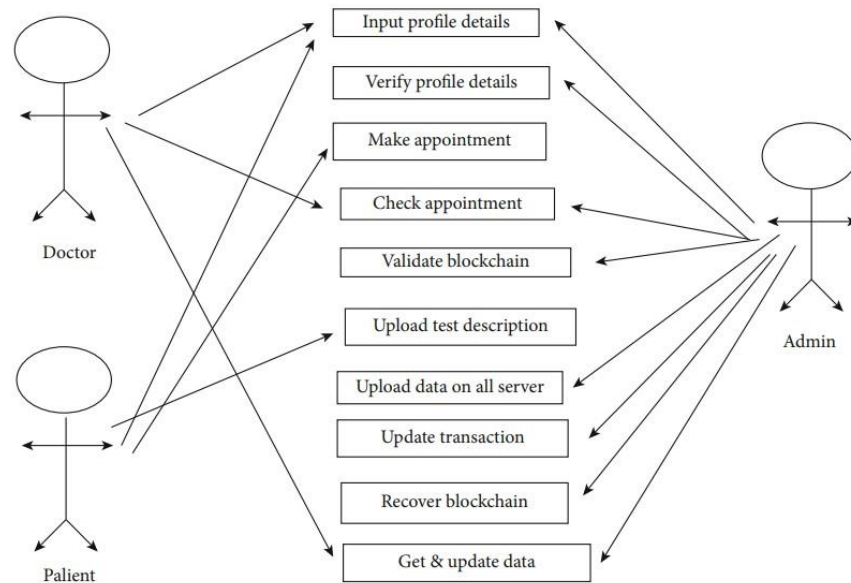 Input profile details
Verify profile details
Make appointment
Check appointment
Doctor
Validate blockchain
Upload test description
Admin
Upload data on all server
Update transaction
Recover blockchain
Get & update data
Palient